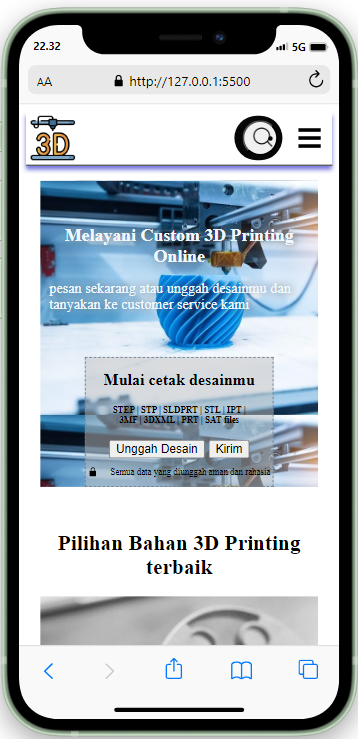 22.32
5G
AA
http://127.0.0.1:5500
3D
Melayani Custom 3D Printing
Online
pesan sekarang atau unggah desainmu dan
tanyakan ke customer service kami
Mulai cetak desainmu
STEP | STP | SLDPRT | STL | IPT |
3MF | 3DXML | PRT | SAT files
Unggah Desain
Kirim
Semua data yang diunggah aman dan rahasia
Pilihan Bahan 3D Printing
terbaik